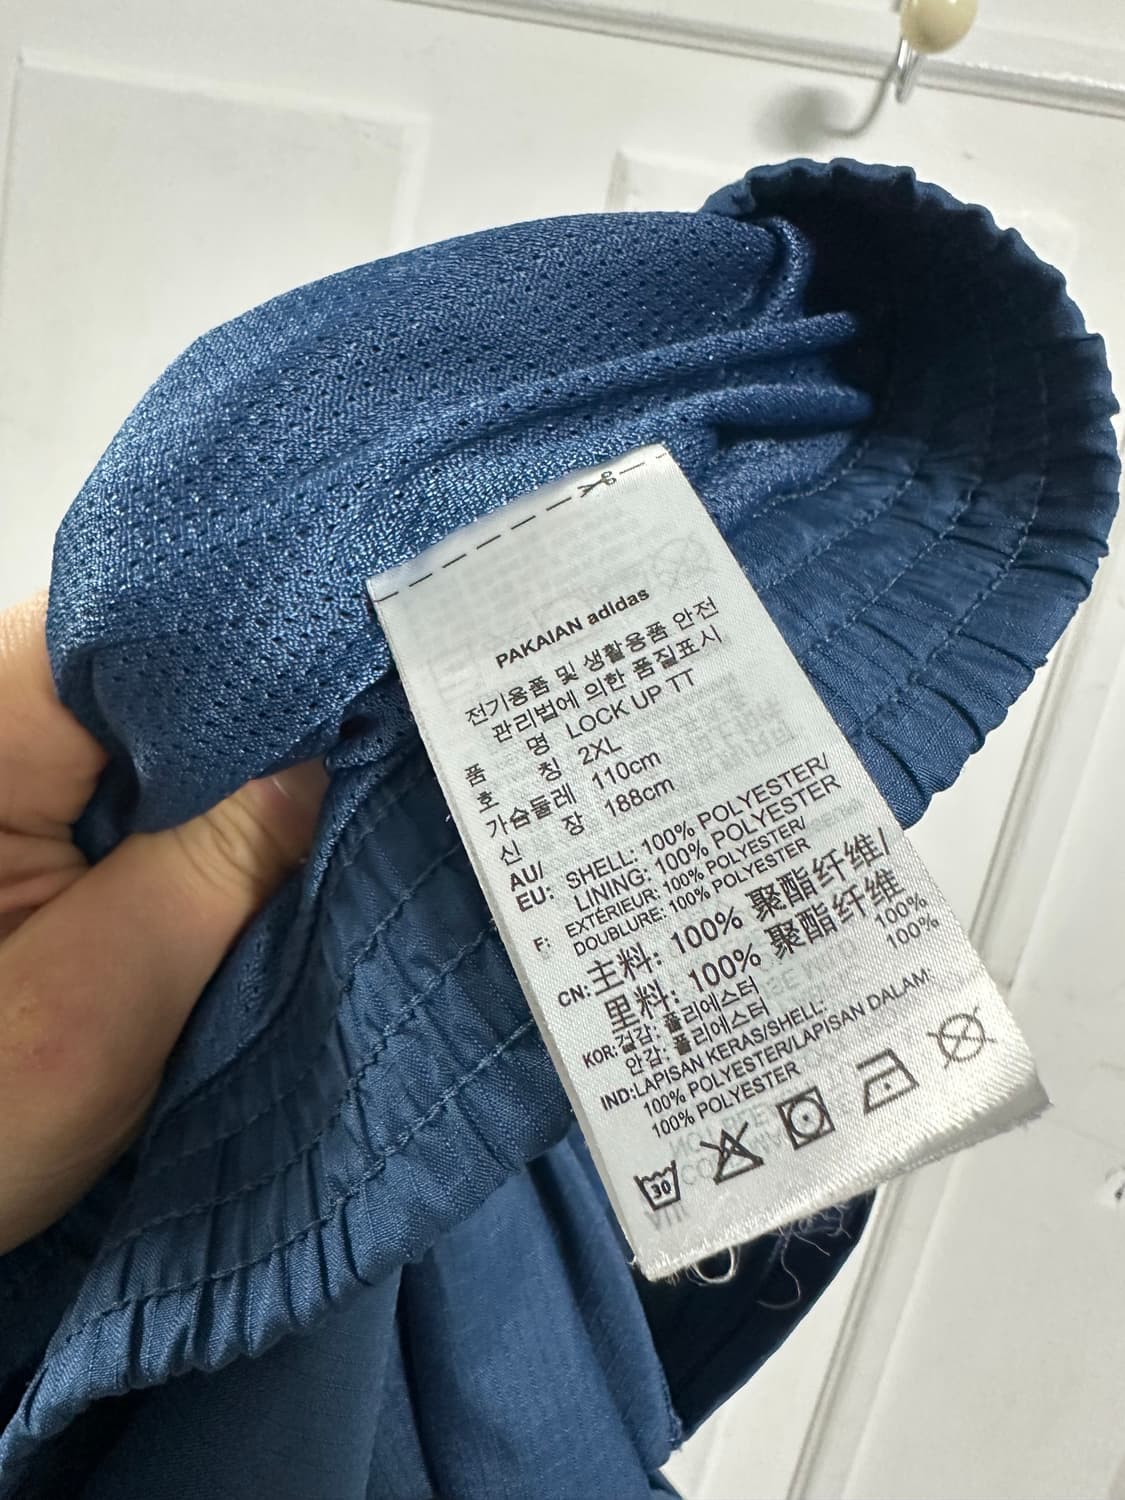 PAKAIAN adidas
전기용품 및 생활용품 안전
관리법에 의한 품질표시
품 명 LOCK UP TT
호 칭 2XL
가슴둘레 110cm
신 장 188cm
AU/
EU: SHELL: 100% POLYESTER/
LINING: 100% POLYESTER
F: EXTÉRIEUR: 100% POLYESTER/
DOUBLURE: 100% POLYESTER
CN: 主料: 100% 聚酯纤维/
里料: 100% 聚酯纤维
KOR: 겉감: 폴리에스터 100%
안감: 폴리에스터 100%
IND:LAPISAN KERAS/SHELL:
100% POLYESTER/LAPISAN DALAM:
100% POLYESTER
30